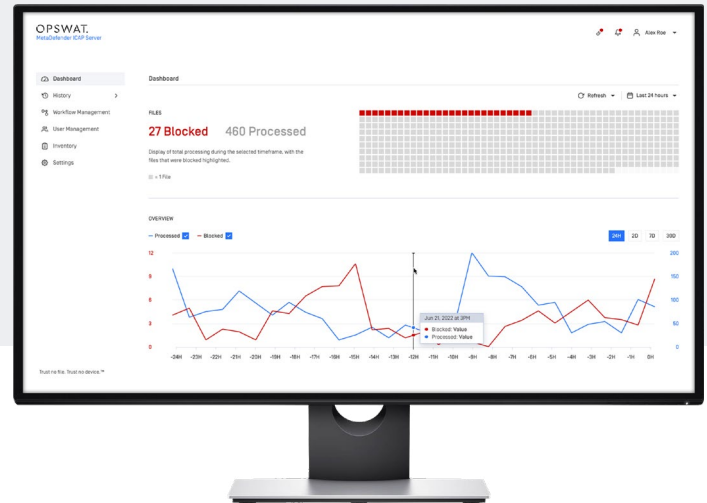 OPSWAT.
MetaDefender ICAP Server
Alex Roe
Dashboard
History
Workflow Management
User Management
Inventory
Settings
Dashboard
Refresh
Last 24 hours
FILES
27 Blocked 460 Processed
Display of total processing during the selected timeframe, with the
files that were blocked highlighted.
= 1 File
OVERVIEW
Processed
Blocked
24H 2D 7D 30D
12
9
6
3
0
200
150
100
50
0
Jun 21, 2022 at 3PM
Blocked: Value
Processed: Value
-24H -23H -22H -21H -20H -19H -18H -17H -16H -15H -14H -13H -12H -11H -10H -9H -8H -7H -6H -5H -4H -3H -2H -1H 0H
Trust no file. Trust no device.™